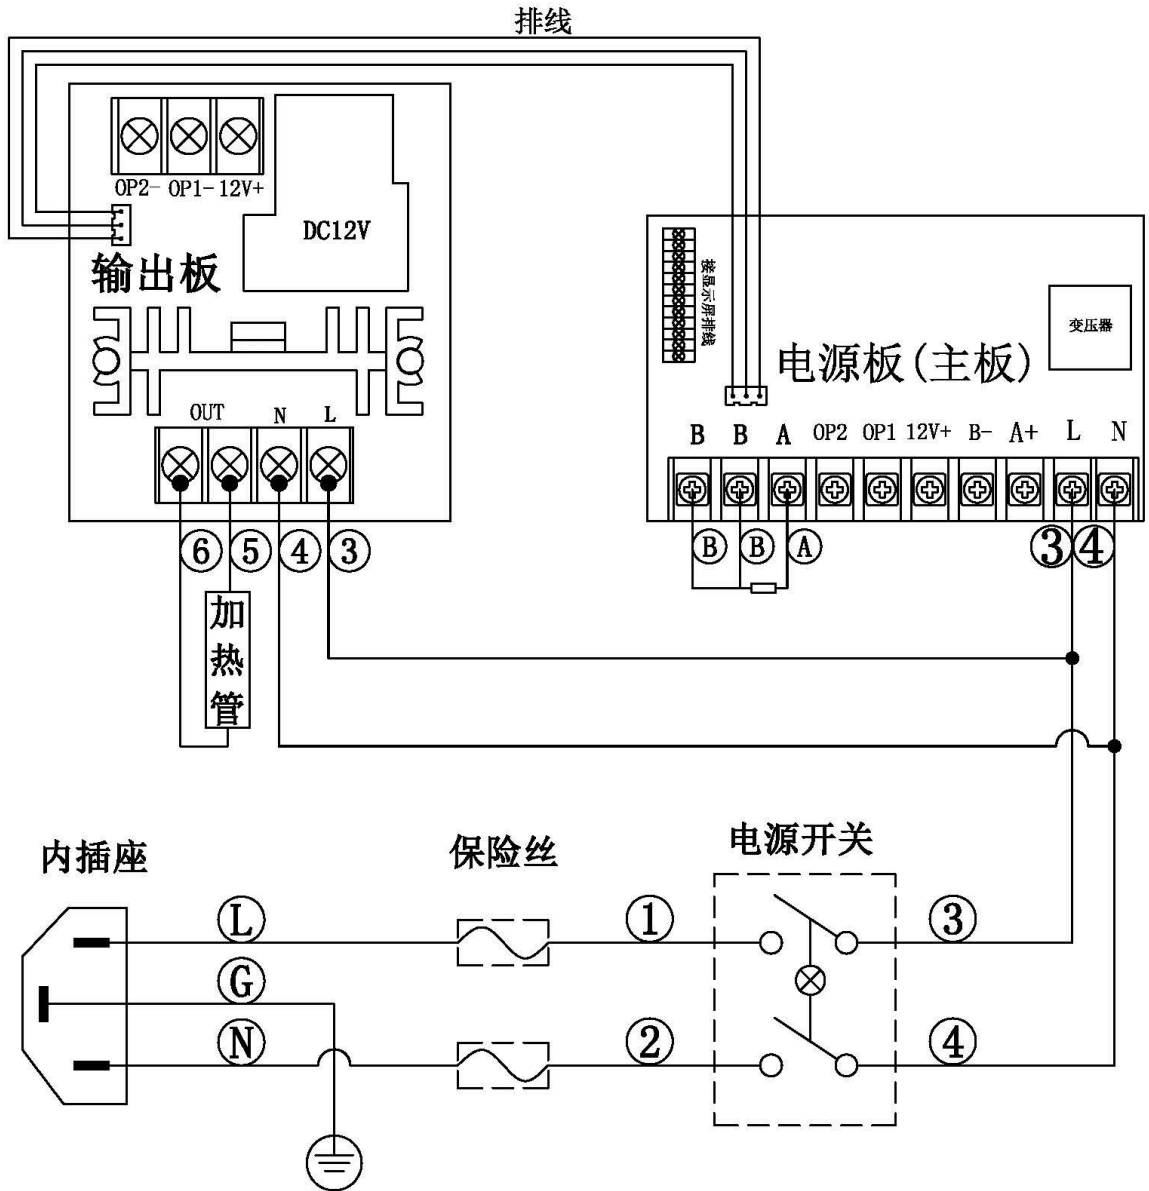 排线
OP2- OP1- 12V+
DC12V
输出板
OUT N L
⑥ ⑤ ④ ③
加热管
接显示屏排线
变压器
电源板(主板)
B B A OP2 OP1 12V+ B- A+ L N
Ⓑ Ⓑ Ⓐ ③ ④
内插座
保险丝
电源开关
Ⓛ ① ③
Ⓖ
Ⓝ ② ④